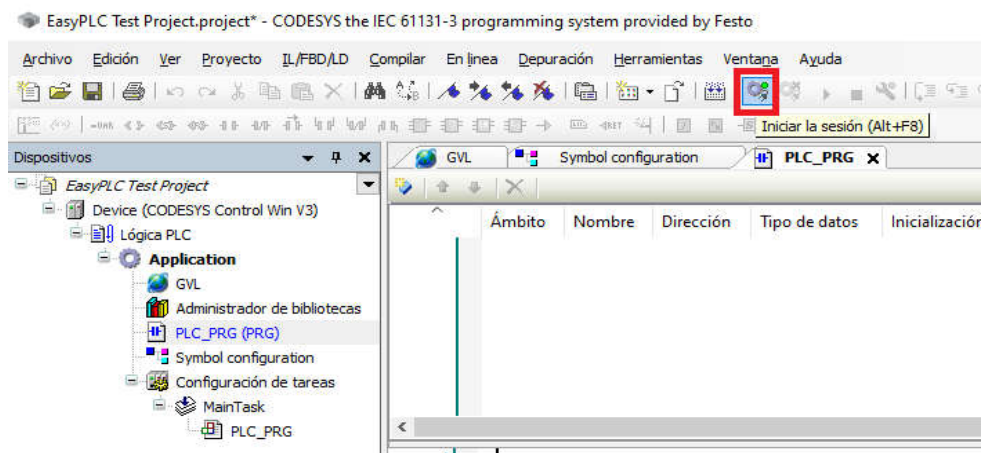 EasyPLC Test Project.project* - CODESYS the IEC 61131-3 programming system provided by Festo
Archivo Edición Ver Proyecto IL/FBD/LD Compilar En línea Depuración Herramientas Ventana Ayuda
Iniciar la sesión (Alt+F8)
Dispositivos
EasyPLC Test Project
Device (CODESYS Control Win V3)
Lógica PLC
Application
GVL
Administrador de bibliotecas
PLC_PRG (PRG)
Symbol configuration
Configuración de tareas
MainTask
PLC_PRG
GVL Symbol configuration PLC_PRG
Ámbito Nombre Dirección Tipo de datos Inicialización